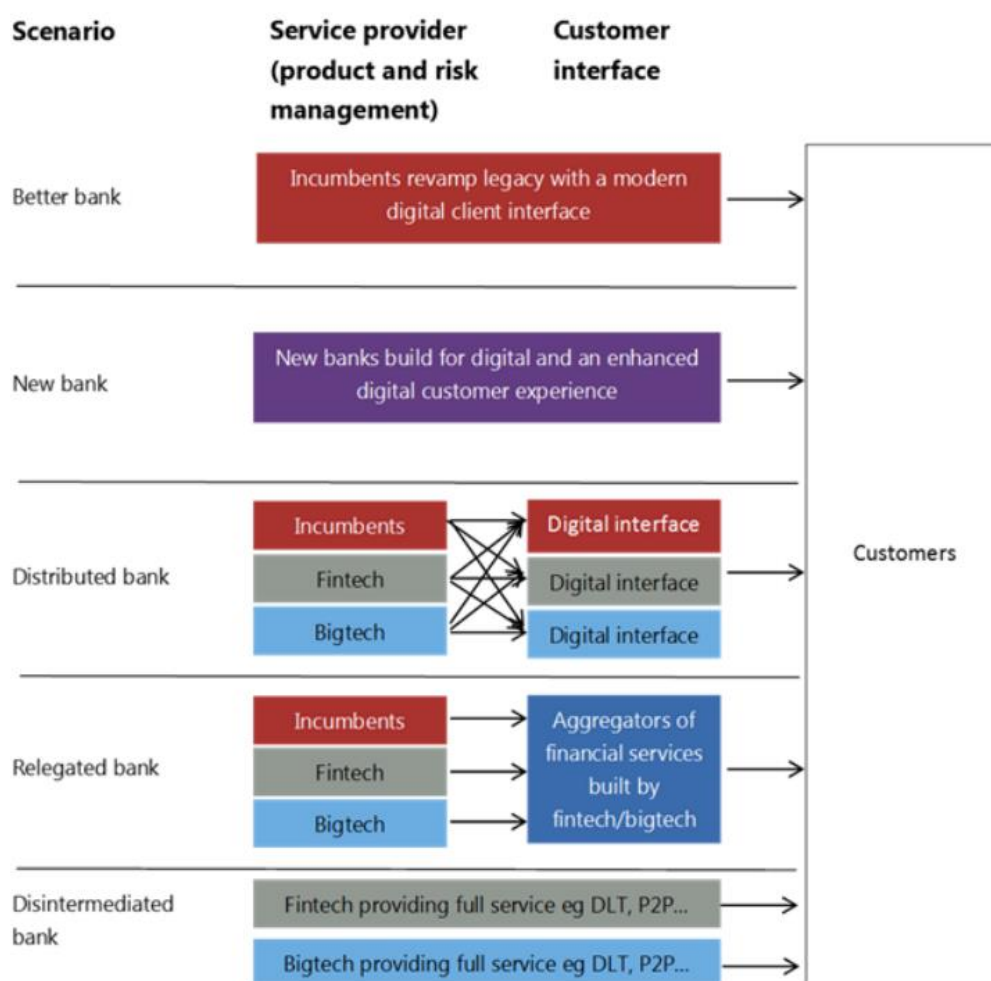 Scenario
Service provider
(product and risk
management)
Customer
interface
Better bank
Incumbents revamp legacy with a modern
digital client interface
New bank
New banks build for digital and an enhanced
digital customer experience
Distributed bank
Incumbents
Fintech
Bigtech
Digital interface
Digital interface
Digital interface
Customers
Relegated bank
Incumbents
Fintech
Bigtech
Aggregators of
financial services
built by
fintech/bigtech
Disintermediated
bank
Fintech providing full service eg DLT, P2P...
Bigtech providing full service eg DLT, P2P...